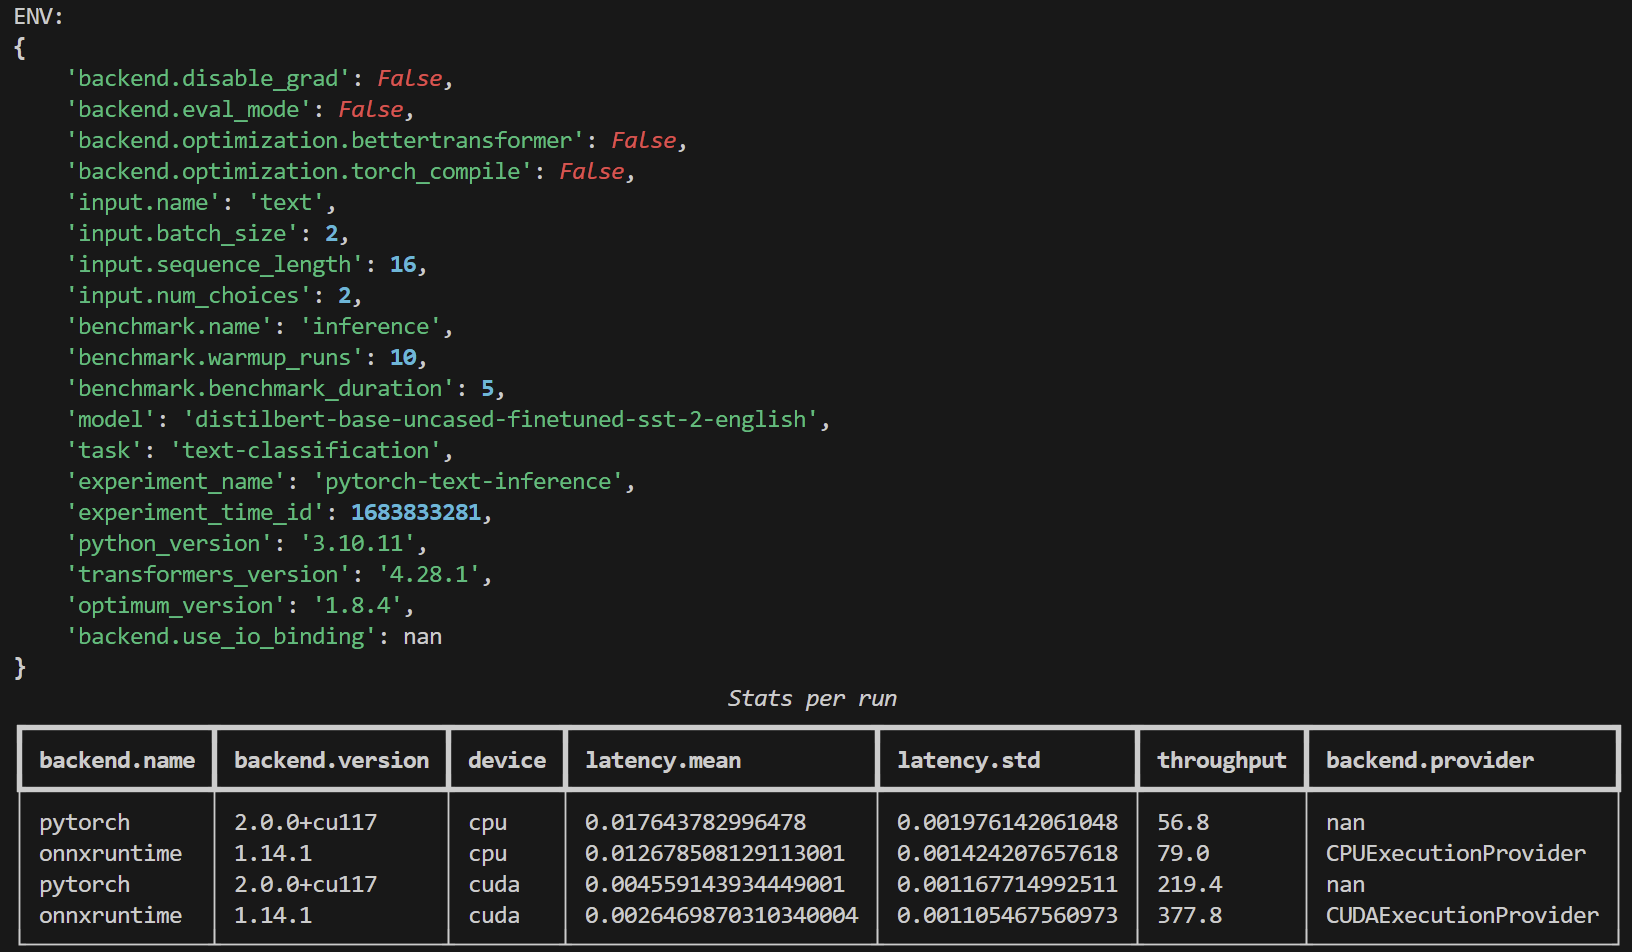 ENV:
{
    'backend.disable_grad': False,
    'backend.eval_mode': False,
    'backend.optimization.bettertransformer': False,
    'backend.optimization.torch_compile': False,
    'input.name': 'text',
    'input.batch_size': 2,
    'input.sequence_length': 16,
    'input.num_choices': 2,
    'benchmark.name': 'inference',
    'benchmark.warmup_runs': 10,
    'benchmark.benchmark_duration': 5,
    'model': 'distilbert-base-uncased-finetuned-sst-2-english',
    'task': 'text-classification',
    'experiment_name': 'pytorch-text-inference',
    'experiment_time_id': 1683833281,
    'python_version': '3.10.11',
    'transformers_version': '4.28.1',
    'optimum_version': '1.8.4',
    'backend.use_io_binding': nan
}
Stats per run
backend.name backend.version device latency.mean latency.std throughput backend.provider
pytorch 2.0.0+cu117 cpu 0.017643782996478 0.001976142061048 56.8 nan
onnxruntime 1.14.1 cpu 0.012678508129113001 0.001424207657618 79.0 CPUExecutionProvider
pytorch 2.0.0+cu117 cuda 0.004559143934449001 0.001167714992511 219.4 nan
onnxruntime 1.14.1 cuda 0.0026469870310340004 0.001105467560973 377.8 CUDAExecutionProvider